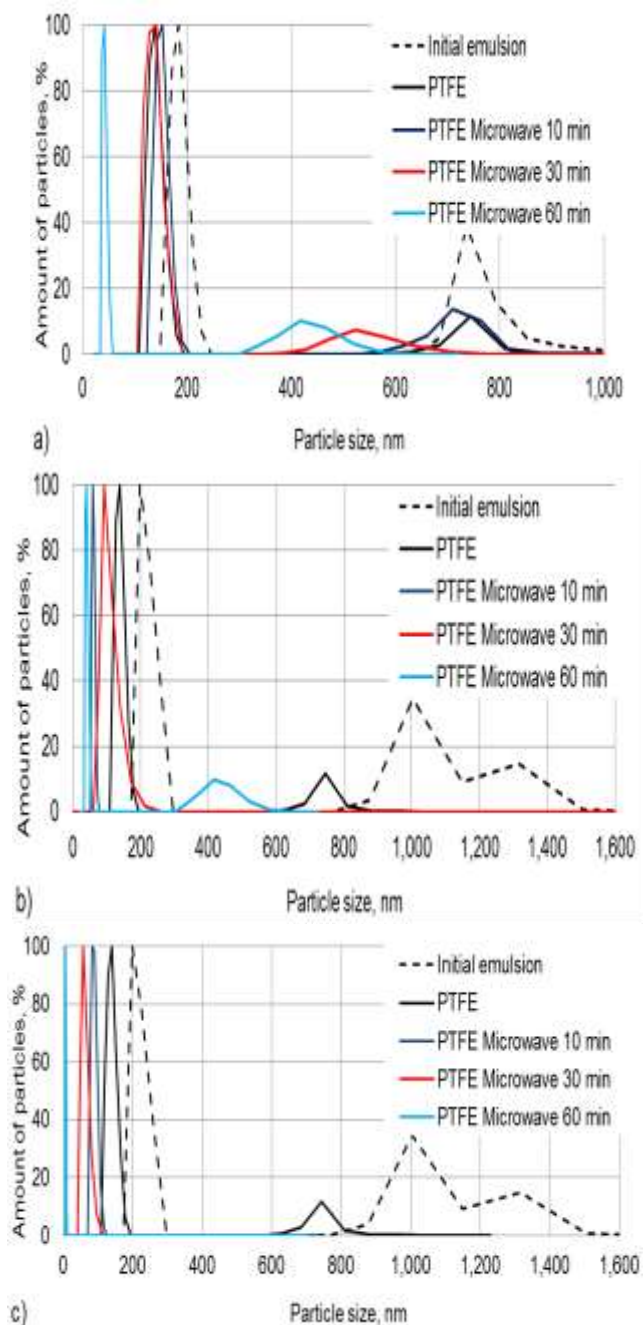 100
80
60
40
20
0
Amount of particles, %
Initial emulsion
PTFE
PTFE Microwave 10 min
PTFE Microwave 30 min
PTFE Microwave 60 min
0 200 400 600 800 1,000
a) Particle size, nm
100
80
60
40
20
0
Amount of particles, %
Initial emulsion
PTFE
PTFE Microwave 10 min
PTFE Microwave 30 min
PTFE Microwave 60 min
0 200 400 600 800 1,000 1,200 1,400 1,600
b) Particle size, nm
100
80
60
40
20
0
Amount of particles, %
Initial emulsion
PTFE
PTFE Microwave 10 min
PTFE Microwave 30 min
PTFE Microwave 60 min
0 200 400 600 800 1,000 1,200 1,400 1,600
c) Particle size, nm